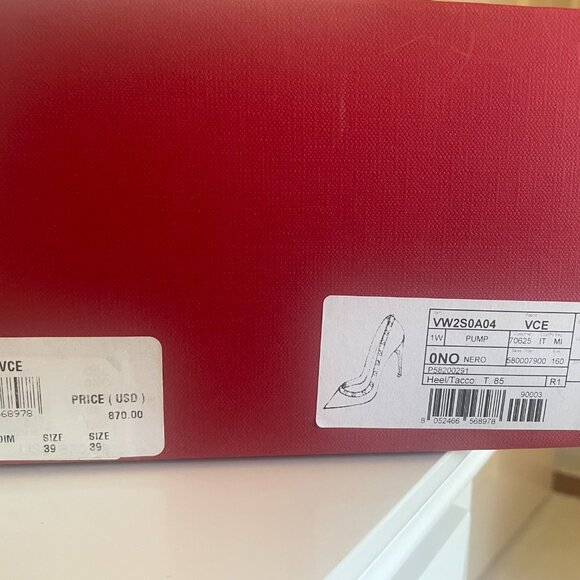 VCE
568978
PRICE ( USD )
870.00
DIM SIZE SIZE
39 39
VW2S0A04 VCE
1W PUMP 70625 IT MI
0NO NERO 580007900 160
P58200291
Heel/Tacco T. 85 R1
90003
8 052466 568978